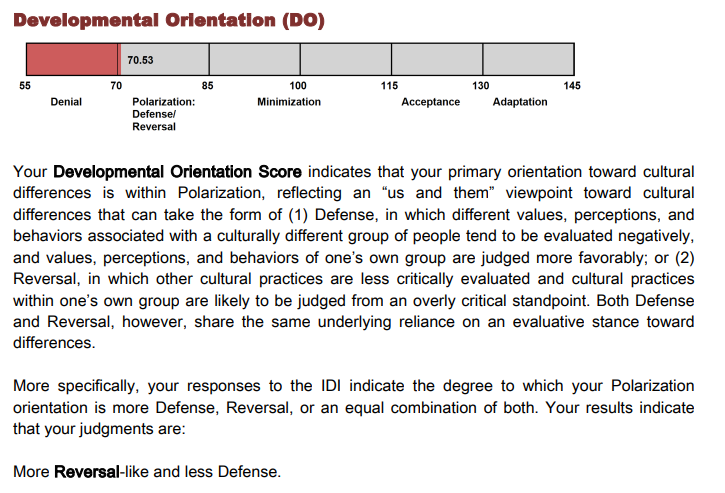 Developmental Orientation (DO)
70.53
55 70 85 100 115 130 145
Denial Polarization: Minimization Acceptance Adaptation
Defense/
Reversal
Your Developmental Orientation Score indicates that your primary orientation toward cultural
differences is within Polarization, reflecting an “us and them” viewpoint toward cultural
differences that can take the form of (1) Defense, in which different values, perceptions, and
behaviors associated with a culturally different group of people tend to be evaluated negatively,
and values, perceptions, and behaviors of one’s own group are judged more favorably; or (2)
Reversal, in which other cultural practices are less critically evaluated and cultural practices
within one’s own group are likely to be judged from an overly critical standpoint. Both Defense
and Reversal, however, share the same underlying reliance on an evaluative stance toward
differences.
More specifically, your responses to the IDI indicate the degree to which your Polarization
orientation is more Defense, Reversal, or an equal combination of both. Your results indicate
that your judgments are:
More Reversal-like and less Defense.